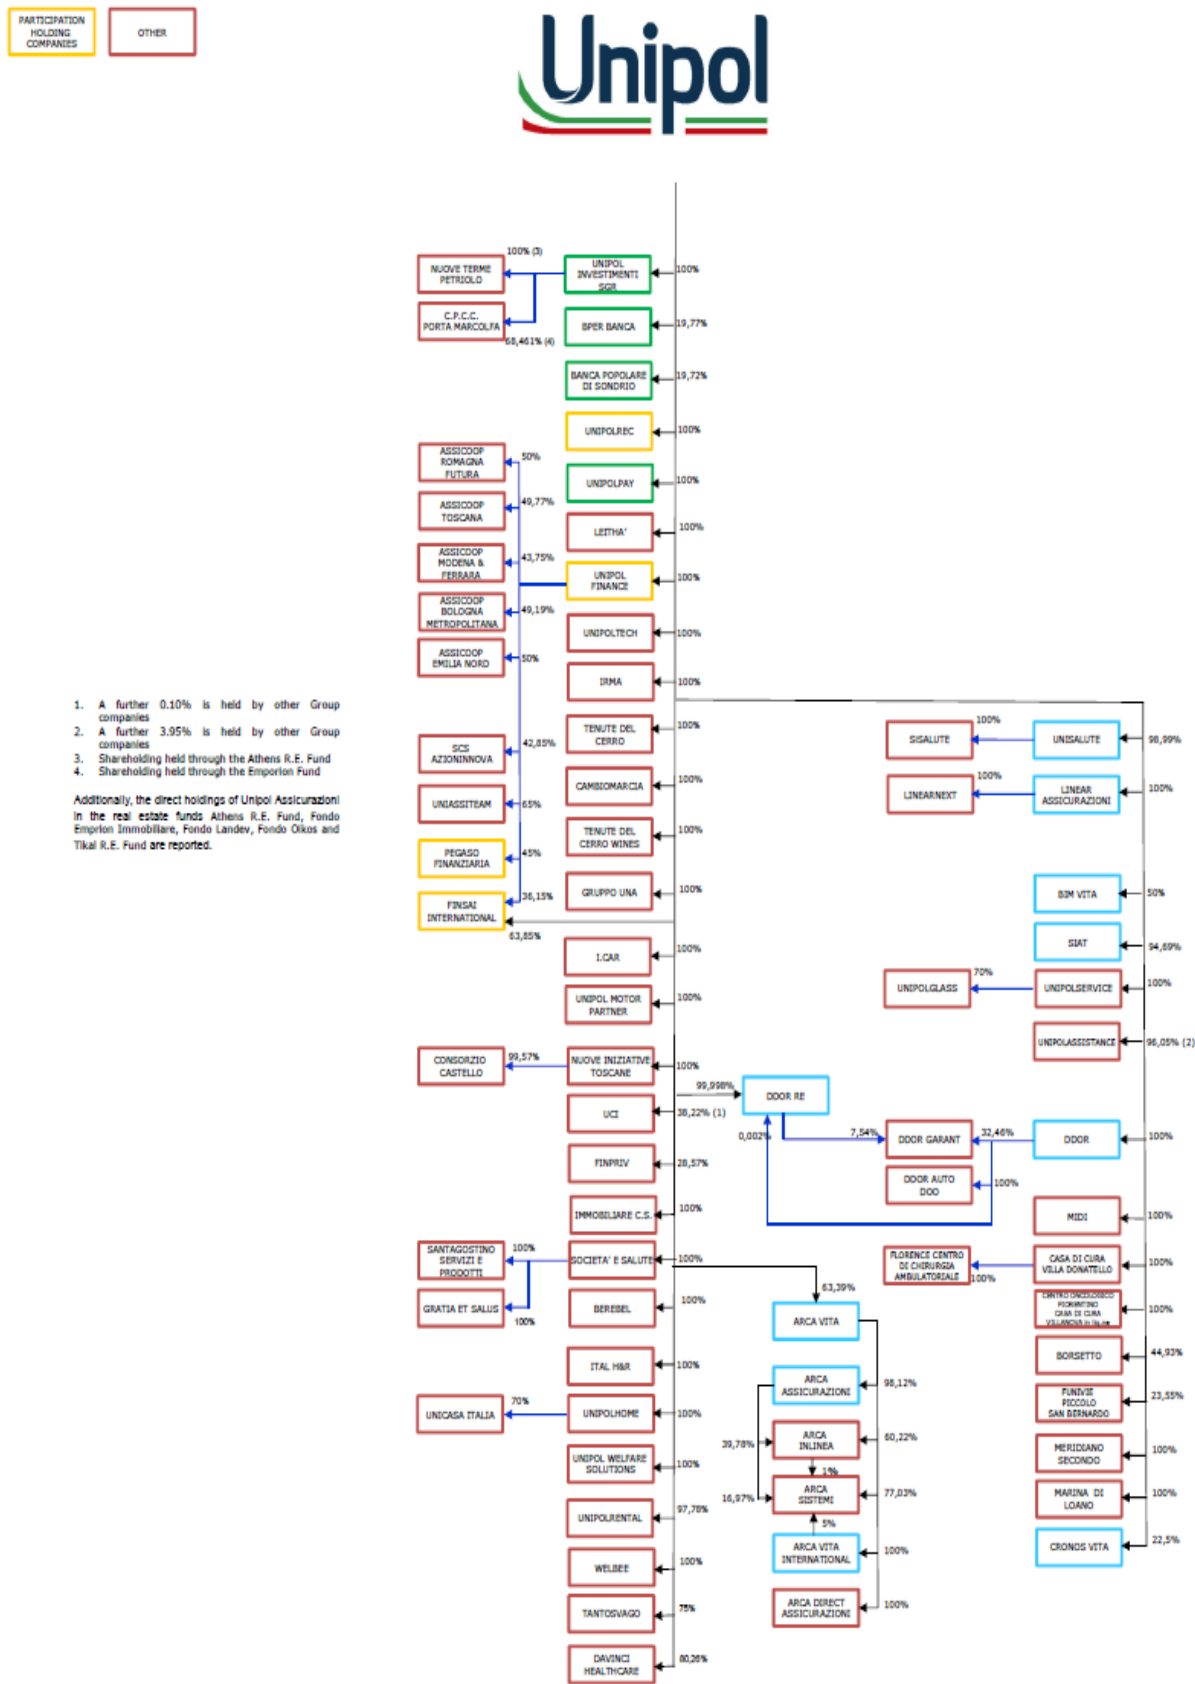 PARTICIPATION
HOLDING
COMPANIES
OTHER
Unipol
100% (3)
NUOVE TERME
PETRIOLO
UNIPOL
INVESTIMENTI
SGR
100%
C.P.C.C.
PORTA MARCOLFA
68,461% (4)
BPER BANCA
19,77%
BANCA POPOLARE
DI SONDRIO
19,72%
UNIPOLREC
100%
ASSICOOP
ROMAGNA
FUTURA
50%
UNIPOLPAY
100%
ASSICOOP
TOSCANA
49,77%
LEITHA'
100%
ASSICOOP
MODENA &
FERRARA
43,75%
UNIPOL
FINANCE
100%
ASSICOOP
BOLOGNA
METROPOLITANA
49,19%
UNIPOLTECH
100%
ASSICOOP
EMILIA NORD
50%
IRMA
100%
1. A further 0.10% is held by other Group
companies
2. A further 3.95% is held by other Group
companies
3. Shareholding held through the Athens R.E. Fund
4. Shareholding held through the Emporion Fund
Additionally, the direct holdings of Unipol Assicurazioni
in the real estate funds Athens R.E. Fund, Fondo
Emprion Immobiliare, Fondo Landev, Fondo Oikos and
Tikal R.E. Fund are reported.
SCS
AZIONINNOVA
42,85%
TENUTE DEL
CERRO
100%
SISALUTE
100%
UNISALUTE
98,99%
UNIASSITEAM
65%
CAMBIOMARCIA
100%
LINEARNEXT
100%
LINEAR
ASSICURAZIONI
100%
PEGASO
FINANZIARIA
45%
TENUTE DEL
CERRO WINES
100%
FINSAI
INTERNATIONAL
36,15%
63,85%
GRUPPO UNA
100%
BIM VITA
50%
I.CAR
100%
SIAT
94,69%
UNIPOL MOTOR
PARTNER
100%
UNIPOLGLASS
70%
UNIPOLSERVICE
100%
UNIPOLASSISTANCE
96,05% (2)
CONSORZIO
CASTELLO
99,57%
NUOVE INIZIATIVE
TOSCANE
100%
99,998%
DDOR RE
UCI
38,22% (1)
0,002%
7,54%
DDOR GARANT
32,46%
DDOR
100%
FINPRIV
28,57%
DDOR AUTO
DOO
100%
IMMOBILIARE C.S.
100%
MIDI
100%
SANTAGOSTINO
SERVIZI E
PRODOTTI
100%
SOCIETA' E SALUTE
100%
FLORENCE CENTRO
DI CHIRURGIA
AMBULATORIALE
100%
CASA DI CURA
VILLA DONATELLO
100%
63,39%
GRATIA ET SALUS
100%
BEREBEL
100%
ARCA VITA
CENTRO ONCOLOGICO
FIORENTINO
CASA DI CURA
VILLANOVA in liq.ne
100%
ITAL H&R
100%
BORSETTO
44,93%
ARCA
ASSICURAZIONI
98,12%
UNICASA ITALIA
70%
UNIPOLHOME
100%
FUNIVIE
PICCOLO
SAN BERNARDO
23,55%
39,78%
ARCA
INLINEA
60,22%
UNIPOL WELFARE
SOLUTIONS
100%
1%
MERIDIANO
SECONDO
100%
16,97%
ARCA
SISTEMI
77,03%
MARINA DI
LOANO
100%
UNIPOLRENTAL
97,78%
5%
ARCA VITA
INTERNATIONAL
100%
CRONOS VITA
22,5%
WELBEE
100%
TANTOSVAGO
75%
ARCA DIRECT
ASSICURAZIONI
100%
DAVINCI
HEALTHCARE
80,26%